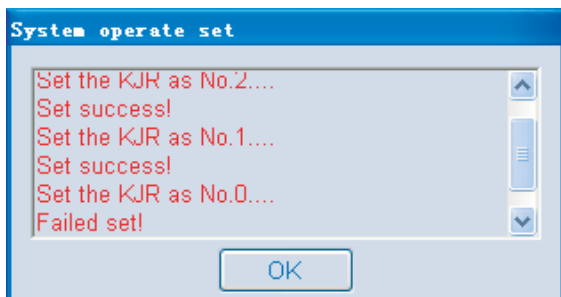 System operate set
Set the KJR as No.2....
Set success!
Set the KJR as No.1....
Set success!
Set the KJR as No.0....
Failed set!
OK